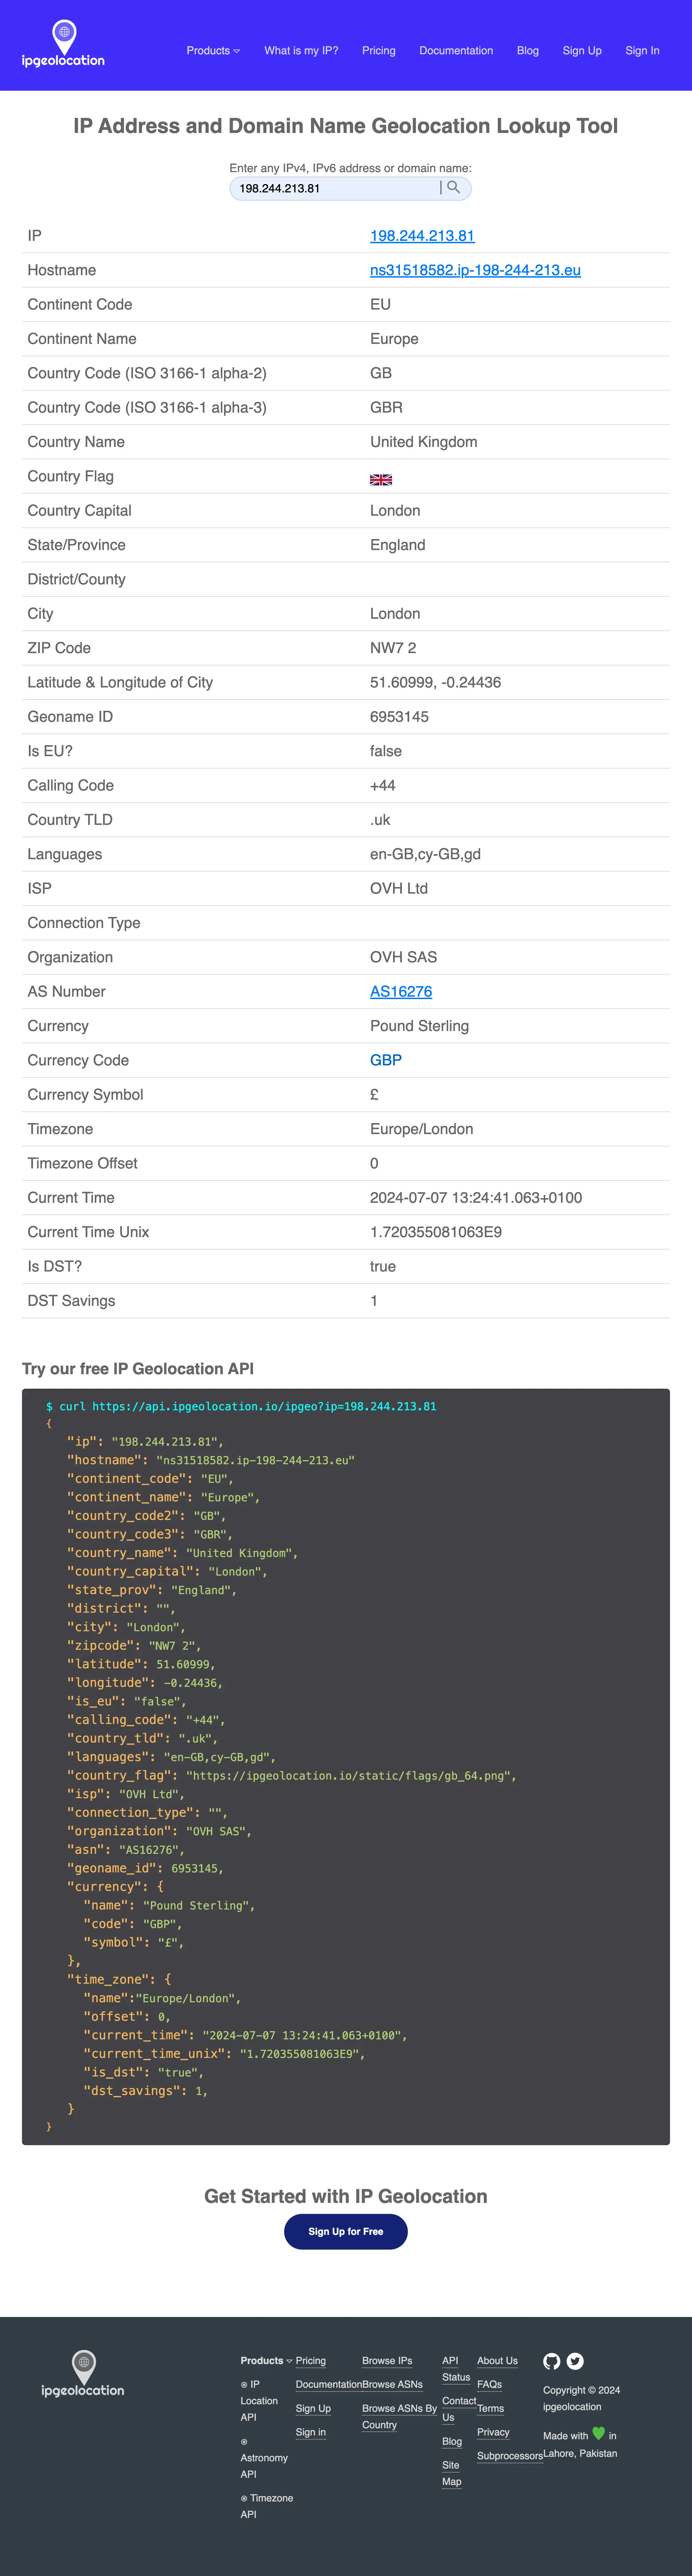 ipgeolocation
Products What is my IP? Pricing Documentation Blog Sign Up Sign In
IP Address and Domain Name Geolocation Lookup Tool
Enter any IPv4, IPv6 address or domain name:
198.244.213.81
IP 198.244.213.81
Hostname ns31518582.ip-198-244-213.eu
Continent Code EU
Continent Name Europe
Country Code (ISO 3166-1 alpha-2) GB
Country Code (ISO 3166-1 alpha-3) GBR
Country Name United Kingdom
Country Flag
Country Capital London
State/Province England
District/County
City London
ZIP Code NW7 2
Latitude & Longitude of City 51.60999, -0.24436
Geoname ID 6953145
Is EU? false
Calling Code +44
Country TLD .uk
Languages en-GB,cy-GB,gd
ISP OVH Ltd
Connection Type
Organization OVH SAS
AS Number AS16276
Currency Pound Sterling
Currency Code GBP
Currency Symbol £
Timezone Europe/London
Timezone Offset 0
Current Time 2024-07-07 13:24:41.063+0100
Current Time Unix 1.720355081063E9
Is DST? true
DST Savings 1
Try our free IP Geolocation API
$ curl https://api.ipgeolocation.io/ipgeo?ip=198.244.213.81
{
"ip": "198.244.213.81",
"hostname": "ns31518582.ip-198-244-213.eu"
"continent_code": "EU",
"continent_name": "Europe",
"country_code2": "GB",
"country_code3": "GBR",
"country_name": "United Kingdom",
"country_capital": "London",
"state_prov": "England",
"district": "",
"city": "London",
"zipcode": "NW7 2",
"latitude": 51.60999,
"longitude": -0.24436,
"is_eu": "false",
"calling_code": "+44",
"country_tld": ".uk",
"languages": "en-GB,cy-GB,gd",
"country_flag": "https://ipgeolocation.io/static/flags/gb_64.png",
"isp": "OVH Ltd",
"connection_type": "",
"organization": "OVH SAS",
"asn": "AS16276",
"geoname_id": 6953145,
"currency": {
"name": "Pound Sterling",
"code": "GBP",
"symbol": "£",
},
"time_zone": {
"name":"Europe/London",
"offset": 0,
"current_time": "2024-07-07 13:24:41.063+0100",
"current_time_unix": "1.720355081063E9",
"is_dst": "true",
"dst_savings": 1,
}
}
Get Started with IP Geolocation
Sign Up for Free
ipgeolocation
Products
IP
Location
API
Astronomy
API
Timezone
API
Pricing
Documentation
Sign Up
Sign in
Browse IPs
Browse ASNs
Browse ASNs By
Country
API
Status
Contact
Us
Blog
Site
Map
About Us
FAQs
Terms
Privacy
Subprocessors
Copyright © 2024
ipgeolocation
Made with 💚 in
Lahore, Pakistan